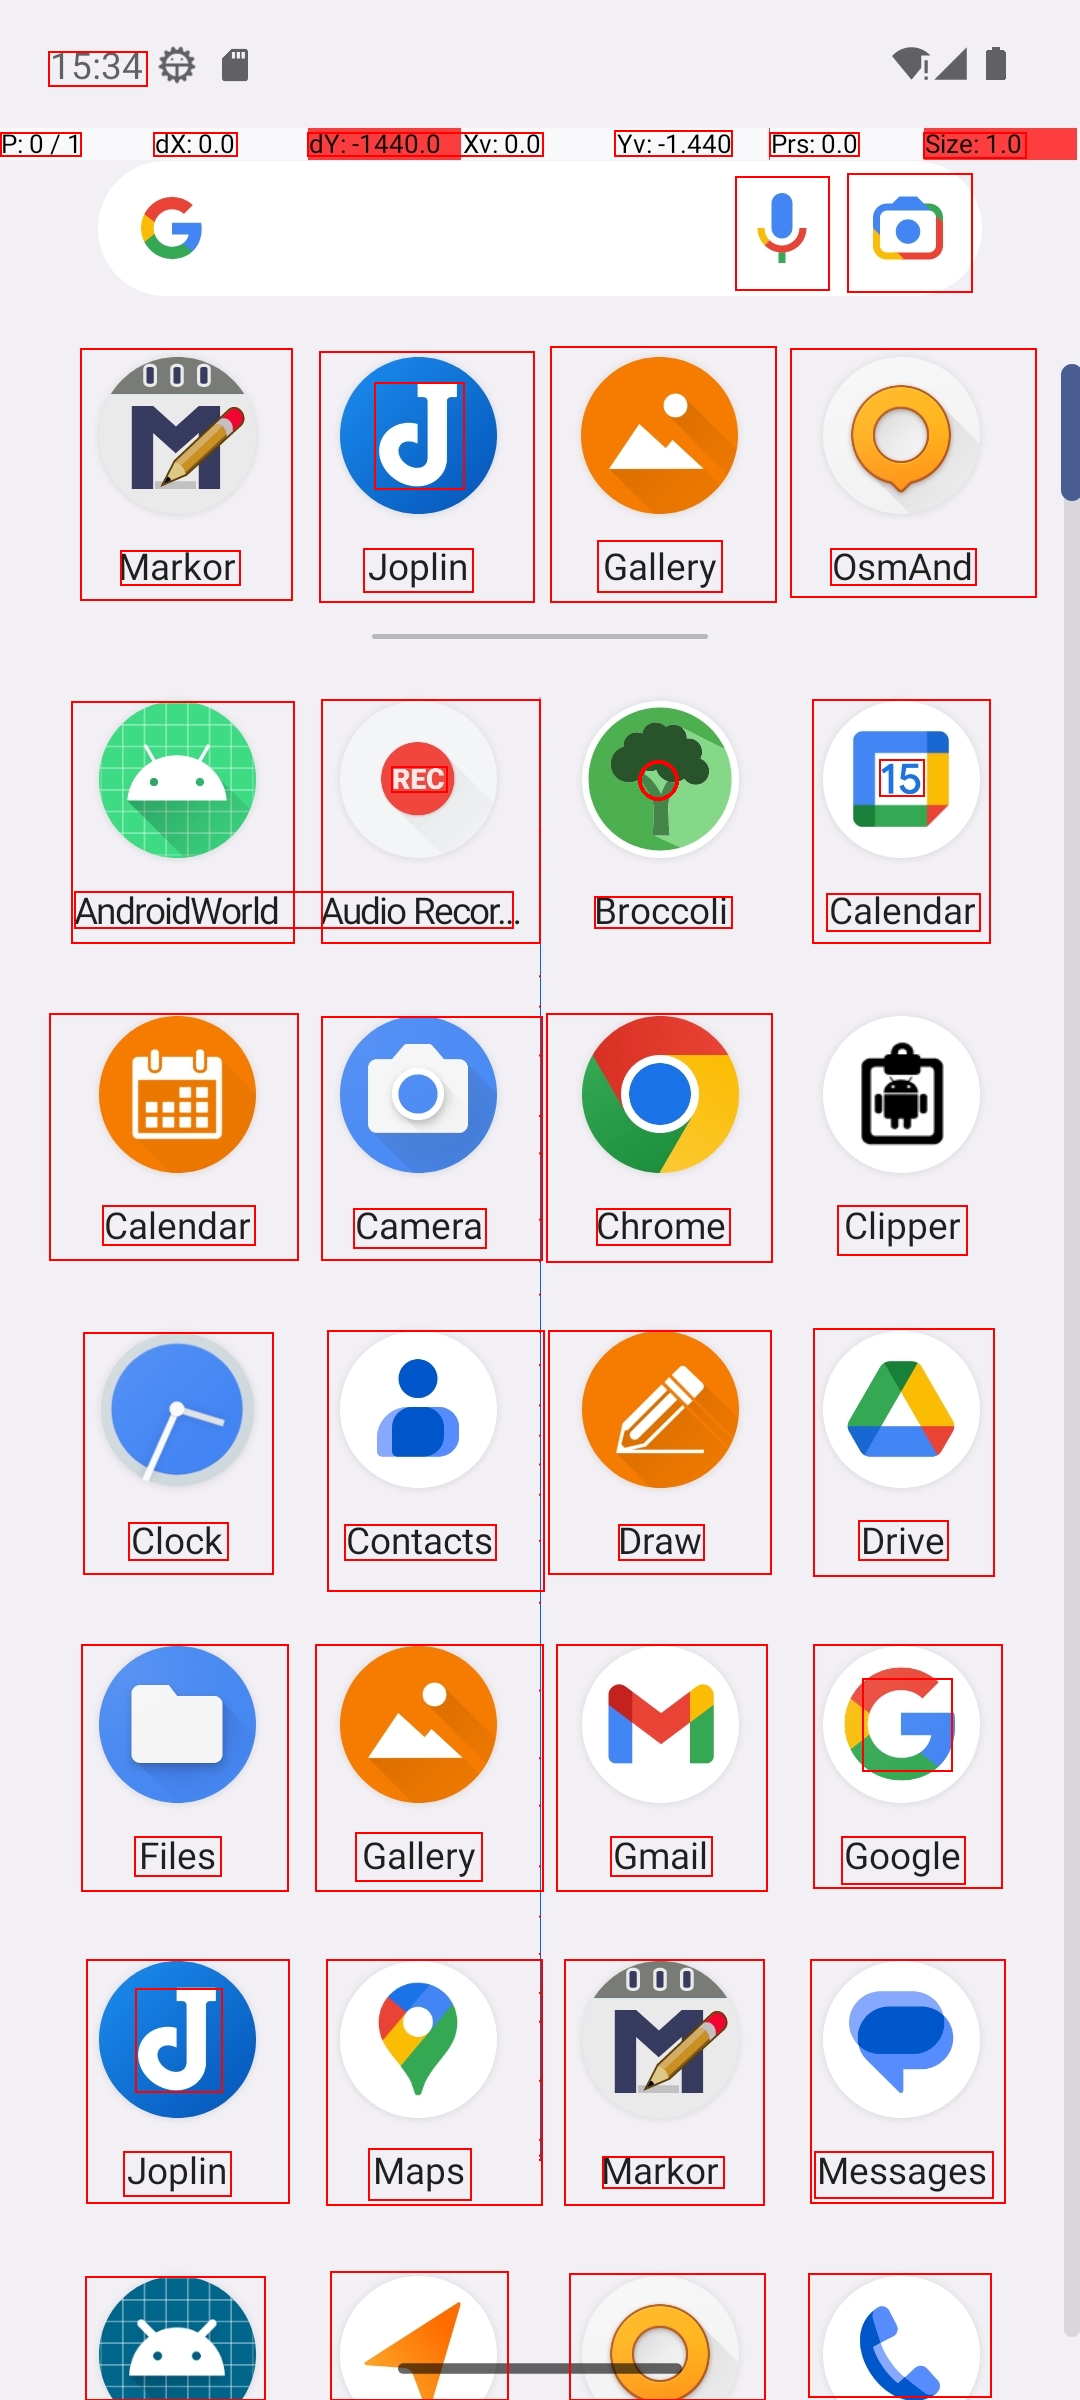 15:34
P: 0 / 1 dX: 0.0 dY: -1440.0 Xv: 0.0 Yv: -1.440 Prs: 0.0 Size: 1.0
Markor Joplin Gallery OsmAnd
REC 15
AndroidWorld Audio Recor... Broccoli Calendar
Calendar Camera Chrome Clipper
Clock Contacts Draw Drive
Files Gallery Gmail Google
Joplin Maps Markor Messages